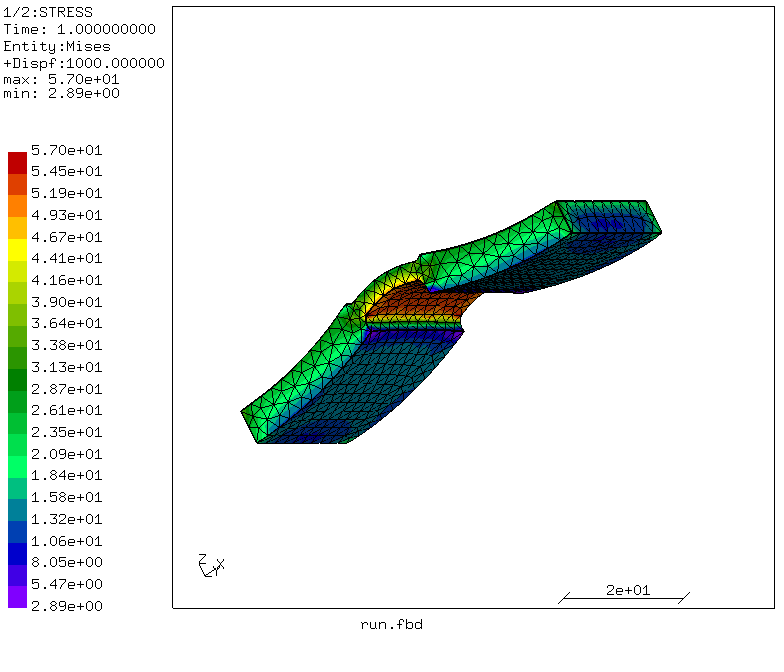 1/2:STRESS
Time: 1.000000000
Entity:Mises
+Dispf:1000.000000
max: 5.70e+01
min: 2.89e+00
5.70e+01
5.45e+01
5.19e+01
4.93e+01
4.67e+01
4.41e+01
4.16e+01
3.90e+01
3.64e+01
3.38e+01
3.13e+01
2.87e+01
2.61e+01
2.35e+01
2.09e+01
1.84e+01
1.58e+01
1.32e+01
1.06e+01
8.05e+00
5.47e+00
2.89e+00
Z
Y
X
2e+01
run.fbd